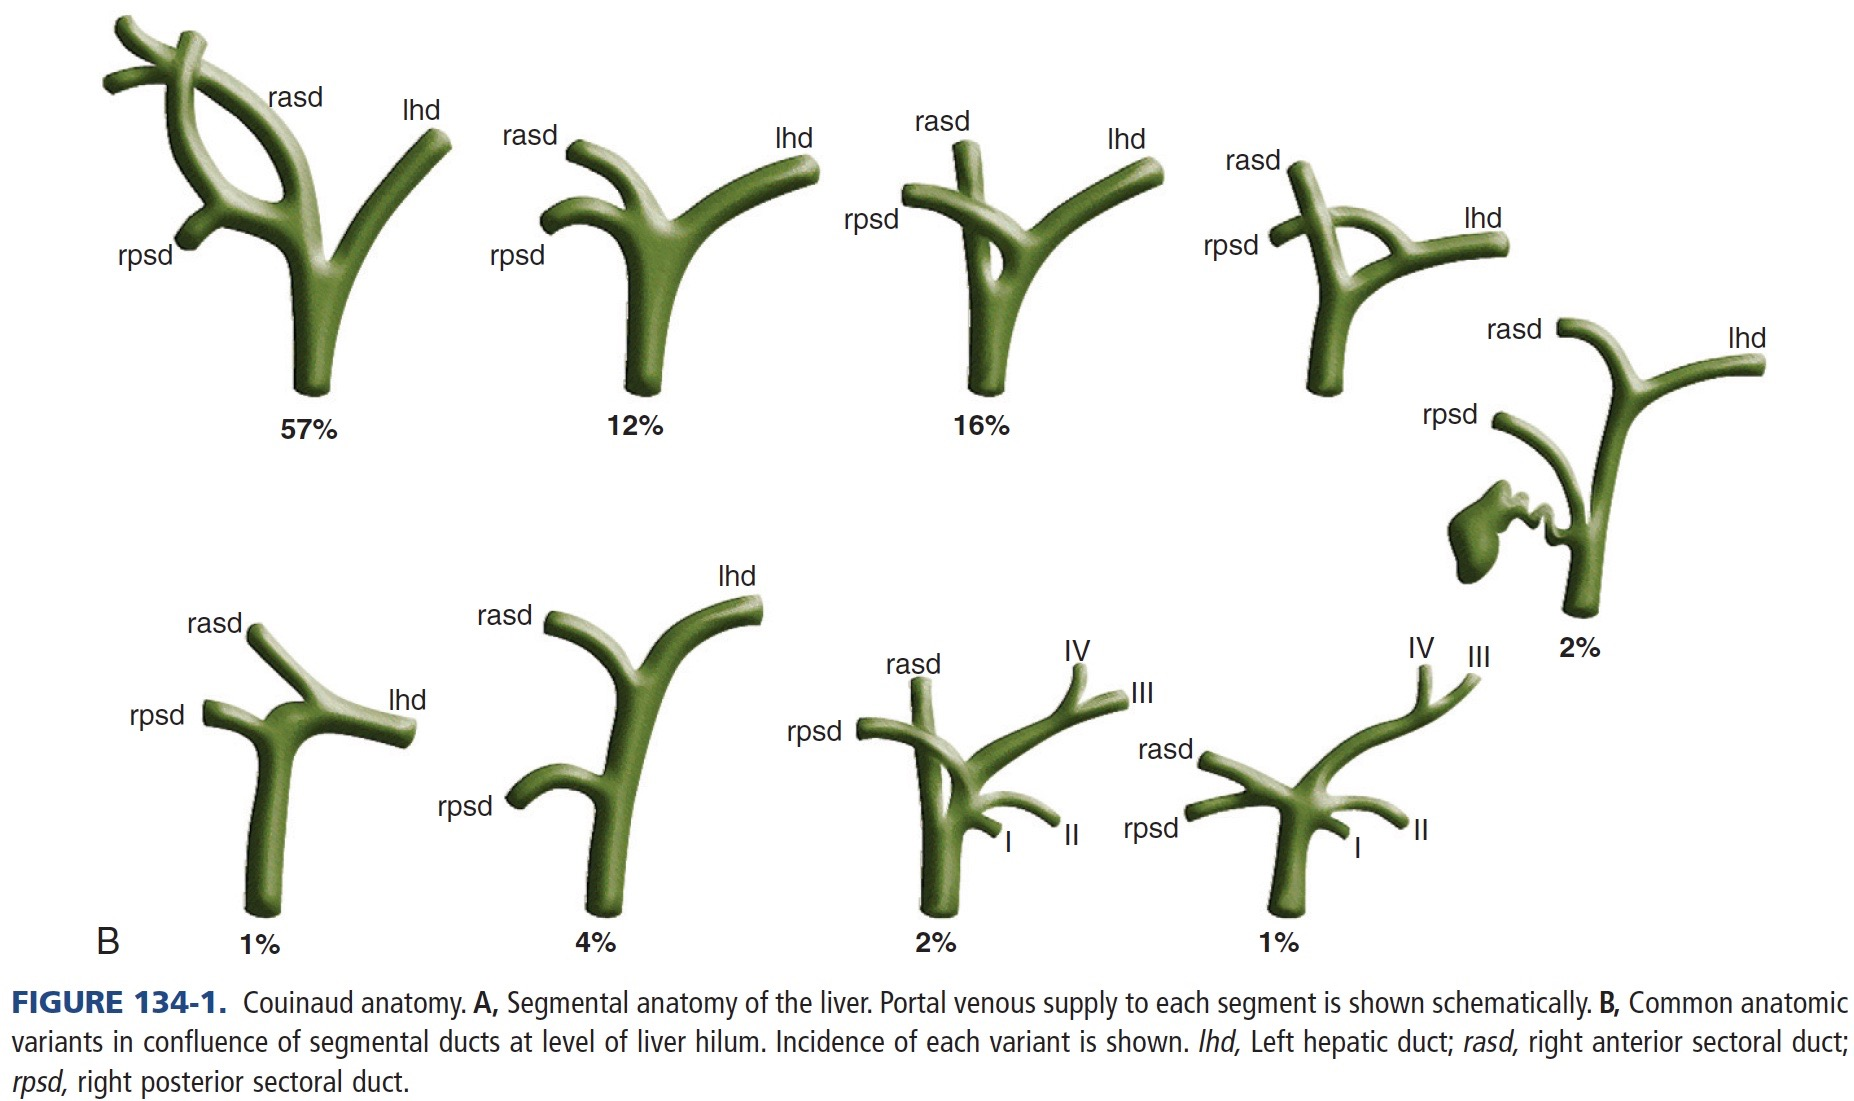 rasd
lhd
rpsd
57%
rasd
lhd
rpsd
12%
rasd
lhd
rpsd
16%
rasd
lhd
rpsd
rasd
lhd
rpsd
2%
rasd
rpsd
lhd
1%
rasd
lhd
rpsd
4%
rasd
IV
III
rpsd
I
II
2%
IV
III
rasd
rpsd
I
II
1%
B
FIGURE 134-1. Couinaud anatomy. A, Segmental anatomy of the liver. Portal venous supply to each segment is shown schematically. B, Common anatomic
variants in confluence of segmental ducts at level of liver hilum. Incidence of each variant is shown. lhd, Left hepatic duct; rasd, right anterior sectoral duct;
rpsd, right posterior sectoral duct.